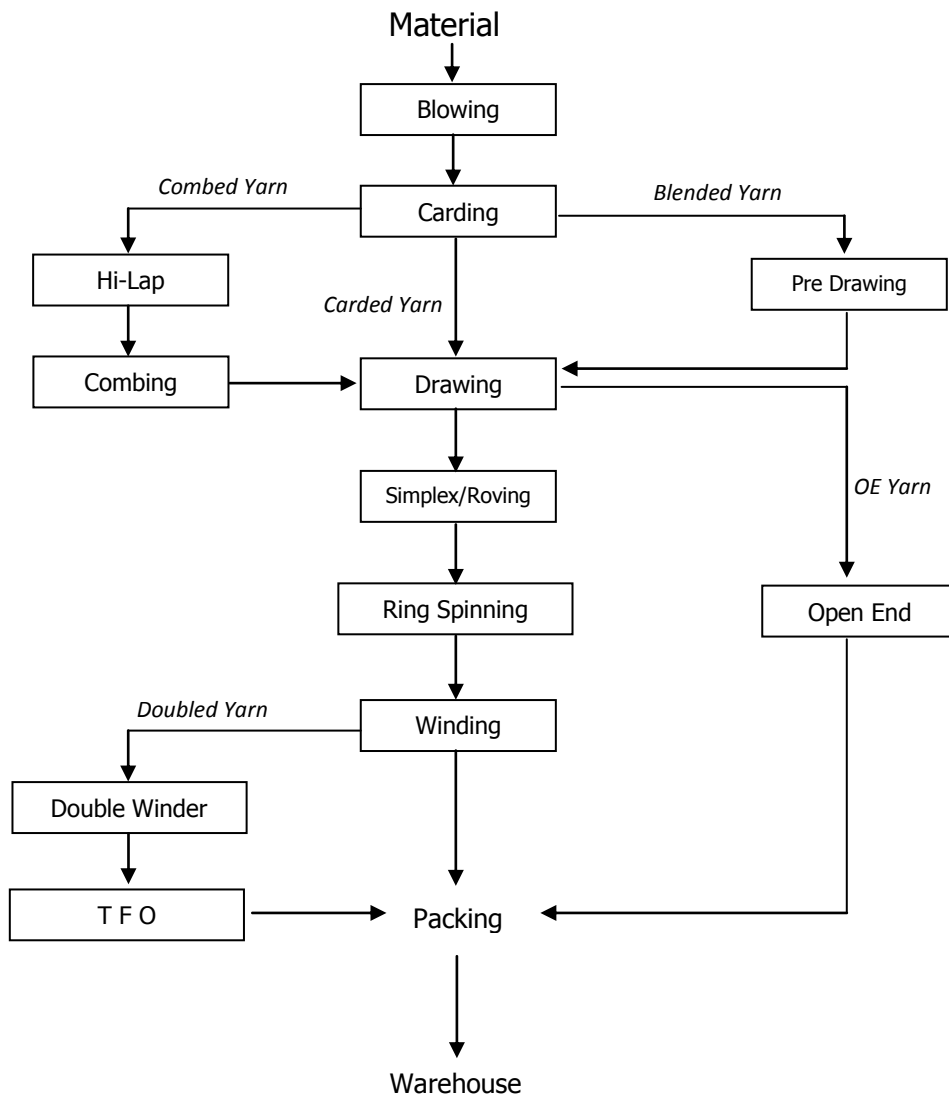 Material
Blowing
Combed Yarn
Blended Yarn
Carding
Hi-Lap
Pre Drawing
Carded Yarn
Combing
Drawing
Simplex/Roving
OE Yarn
Ring Spinning
Open End
Doubled Yarn
Winding
Double Winder
T F O
Packing
Warehouse